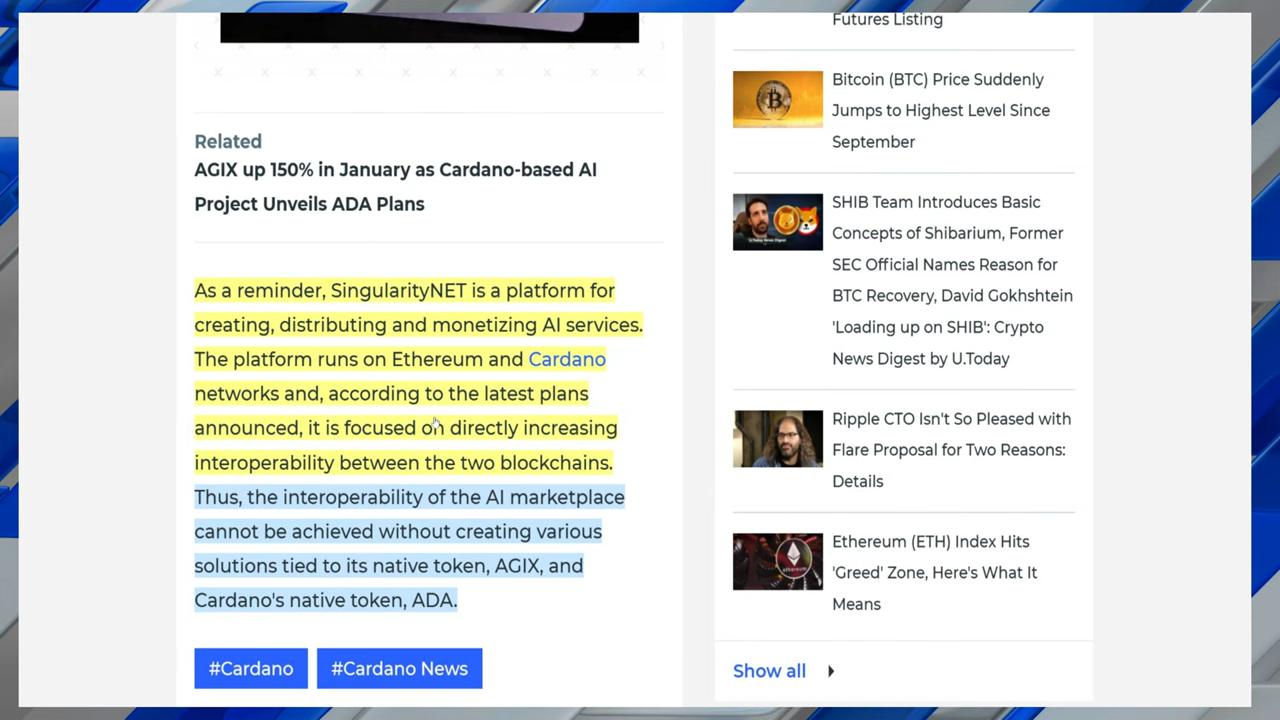 Related
AGIX up 150% in January as Cardano-based AI
Project Unveils ADA Plans
As a reminder, SingularityNET is a platform for
creating, distributing and monetizing AI services.
The platform runs on Ethereum and Cardano
networks and, according to the latest plans
announced, it is focused on directly increasing
interoperability between the two blockchains.
Thus, the interoperability of the AI marketplace
cannot be achieved without creating various
solutions tied to its native token, AGIX, and
Cardano's native token, ADA.
#Cardano #Cardano News
Futures Listing
Bitcoin (BTC) Price Suddenly
Jumps to Highest Level Since
September
SHIB Team Introduces Basic
Concepts of Shibarium, Former
SEC Official Names Reason for
BTC Recovery, David Gokhshtein
'Loading up on SHIB': Crypto
News Digest by U.Today
Ripple CTO Isn't So Pleased with
Flare Proposal for Two Reasons:
Details
Ethereum (ETH) Index Hits
'Greed' Zone, Here's What It
Means
Show all